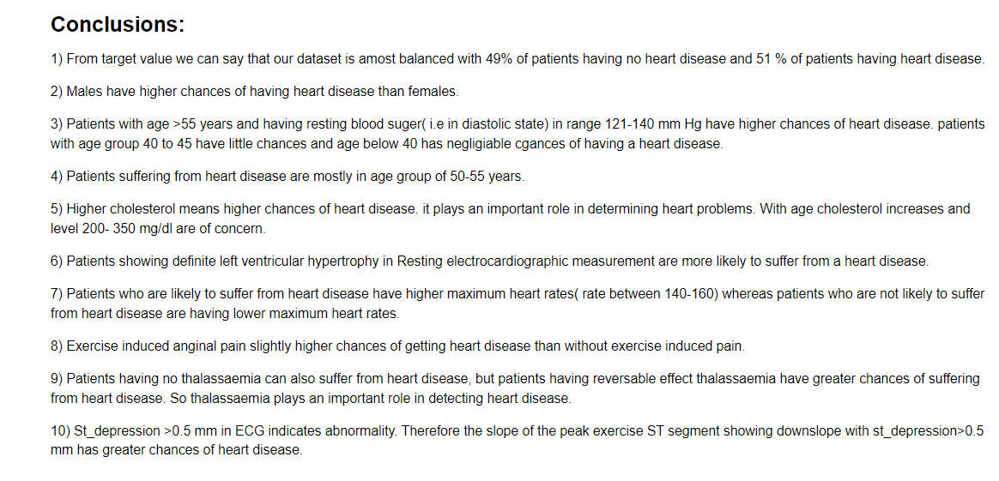 Conclusions:
1) From target value we can say that our dataset is amost balanced with 49% of patients having no heart disease and 51 % of patients having heart disease.
2) Males have higher chances of having heart disease than females.
3) Patients with age >55 years and having resting blood suger( i.e in diastolic state) in range 121-140 mm Hg have higher chances of heart disease. patients
with age group 40 to 45 have little chances and age below 40 has negligiable cgances of having a heart disease.
4) Patients suffering from heart disease are mostly in age group of 50-55 years.
5) Higher cholesterol means higher chances of heart disease. it plays an important role in determining heart problems. With age cholesterol increases and
level 200- 350 mg/dl are of concern.
6) Patients showing definite left ventricular hypertrophy in Resting electrocardiographic measurement are more likely to suffer from a heart disease.
7) Patients who are likely to suffer from heart disease have higher maximum heart rates( rate between 140-160) whereas patients who are not likely to suffer
from heart disease are having lower maximum heart rates.
8) Exercise induced anginal pain slightly higher chances of getting heart disease than without exercise induced pain.
9) Patients having no thalassaemia can also suffer from heart disease, but patients having reversable effect thalassaemia have greater chances of suffering
from heart disease. So thalassaemia plays an important role in detecting heart disease.
10) St_depression >0.5 mm in ECG indicates abnormality. Therefore the slope of the peak exercise ST segment showing downslope with st_depression>0.5
mm has greater chances of heart disease.